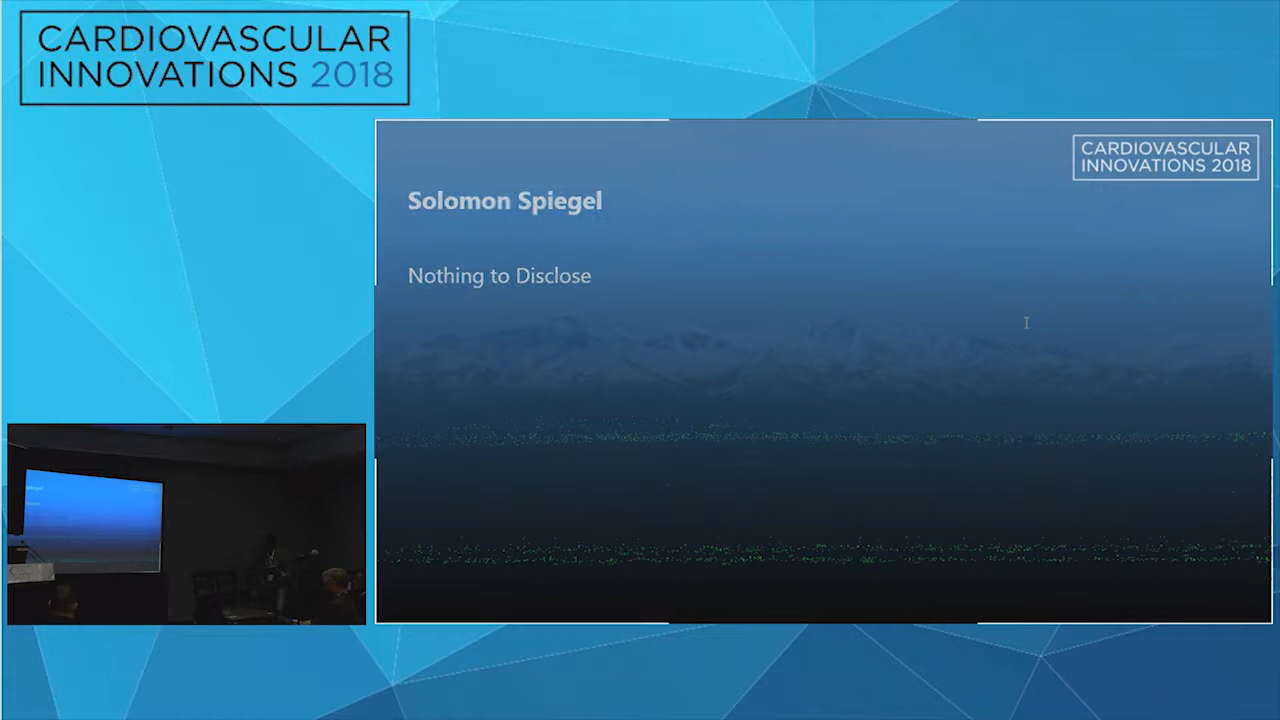 CARDIOVASCULAR
INNOVATIONS 2018
CARDIOVASCULAR
INNOVATIONS 2018
Solomon Spiegel
Nothing to Disclose